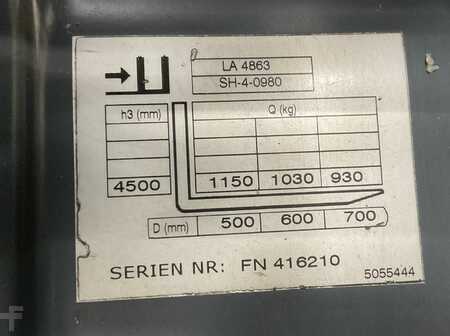 LA 4863
SH-4-0980
h3 (mm)
Q (kg)
4500
1150 1030 930
D (mm)
500 600 700
SERIEN NR: FN 416210
5055444
F